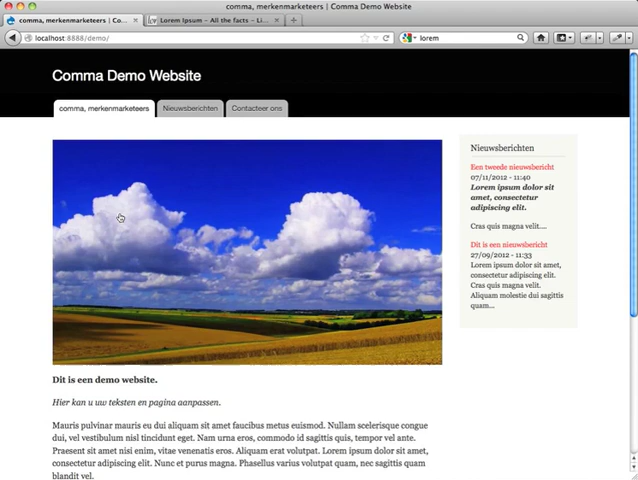 comma, merkenmarketeers | Comma Demo Website
comma, merkenmarketeers | Co...
Lorem Ipsum – All the facts – Li...
localhost:8888/demo/
lorem
Comma Demo Website
comma, merkenmarketeers
Nieuwsberichten
Contacteer ons
Nieuwsberichten
Een tweede nieuwsbericht
07/11/2012 - 11:40
Lorem ipsum dolor sit
amet, consectetur
adipiscing elit.
Cras quis magna velit....
Dit is een nieuwsbericht
27/09/2012 - 11:33
Lorem ipsum dolor sit amet,
consectetur adipiscing elit.
Cras quis magna velit.
Aliquam molestie dui sagittis
quam...
Dit is een demo website.
Hier kan u uw teksten en pagina aanpassen.
Mauris pulvinar mauris eu dui aliquam sit amet faucibus metus euismod. Nullam scelerisque congue
dui, vel vestibulum nisl tincidunt eget. Nam urna eros, commodo id sagittis quis, tempor vel ante.
Praesent sit amet nisi enim, vitae venenatis eros. Aliquam erat volutpat. Lorem ipsum dolor sit amet,
consectetur adipiscing elit. Nunc et purus magna. Phasellus varius volutpat quam, nec sagittis quam
blandit vel.